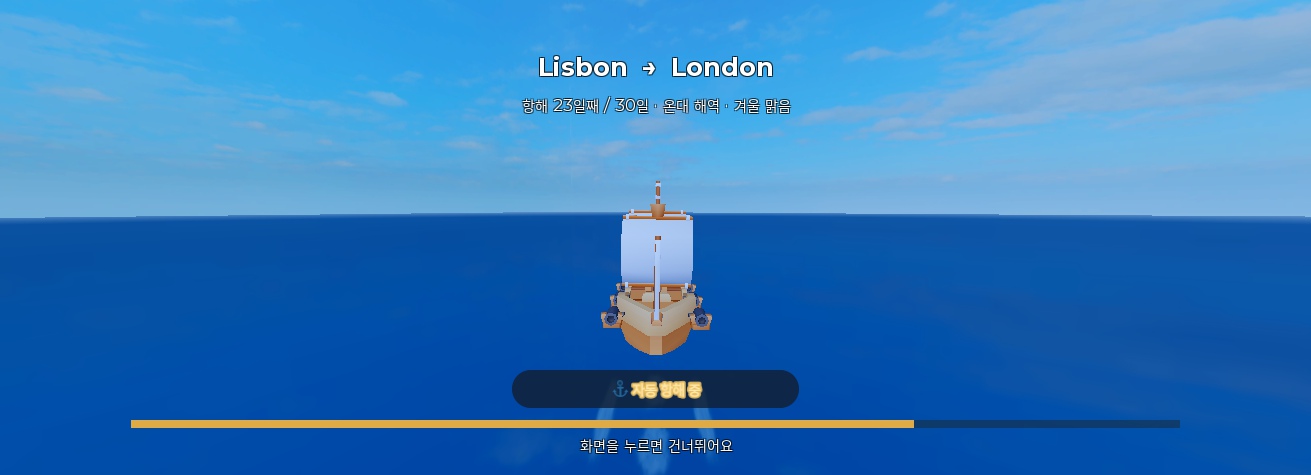 Lisbon → London
항해 23일째 / 30일 · 온대 해역 · 겨울 맑음
⚓ 자동 항해 중
화면을 누르면 건너뛰어요